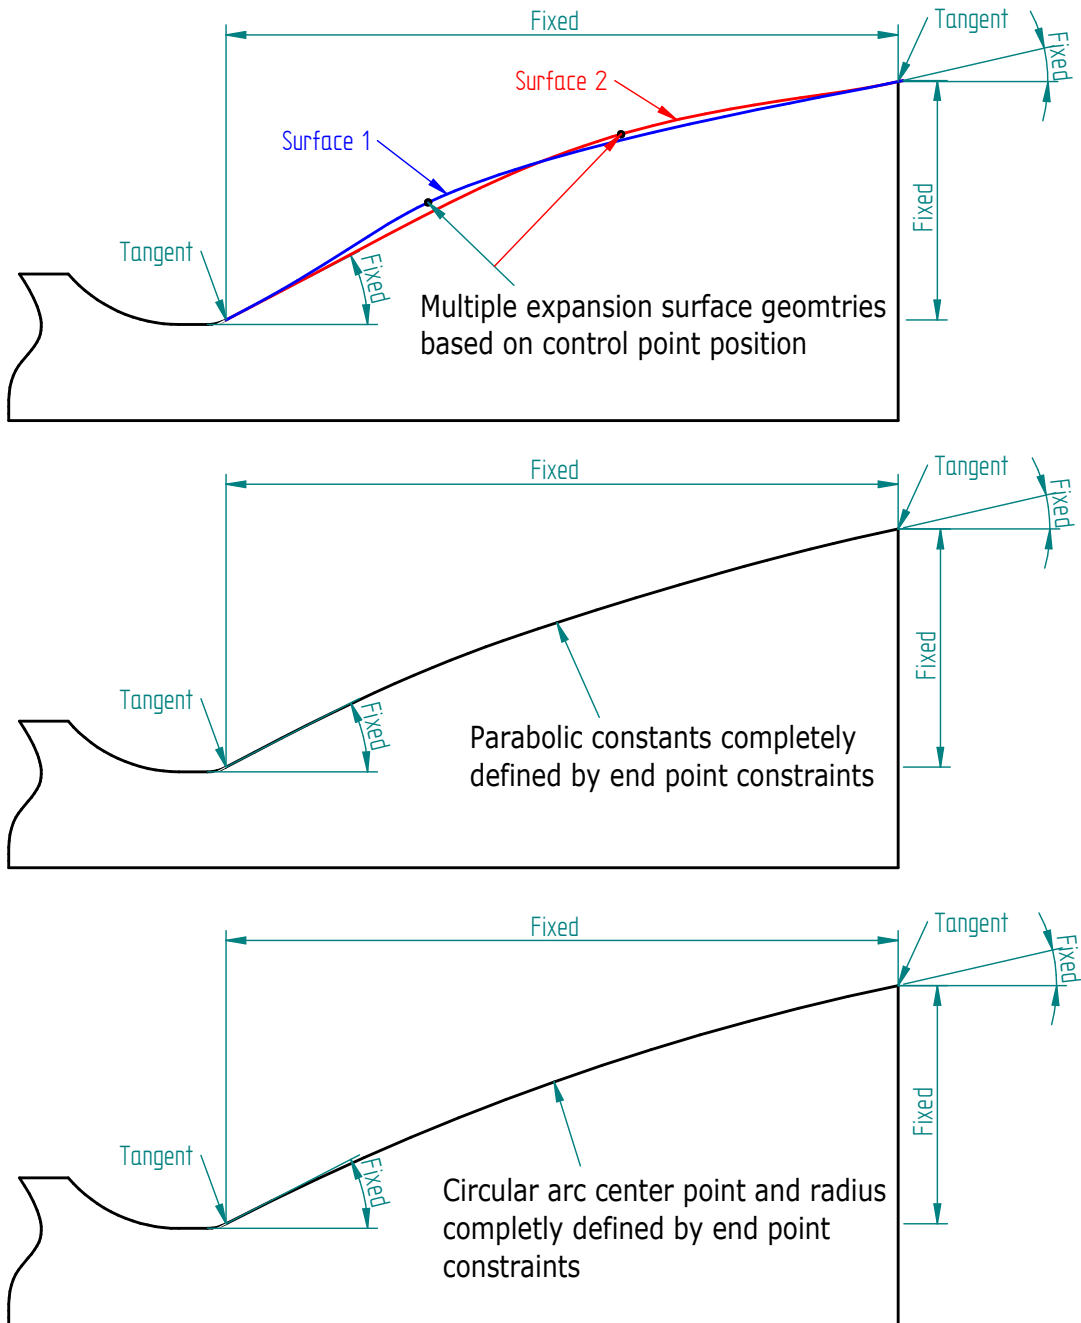 Fixed
Tangent
Fixed
Surface 2
Surface 1
Fixed
Tangent
Fixed
Multiple expansion surface geomtries
based on control point position
Fixed
Tangent
Fixed
Fixed
Tangent
Fixed
Parabolic constants completely
defined by end point constraints
Fixed
Tangent
Fixed
Fixed
Tangent
Fixed
Circular arc center point and radius
completly defined by end point
constraints